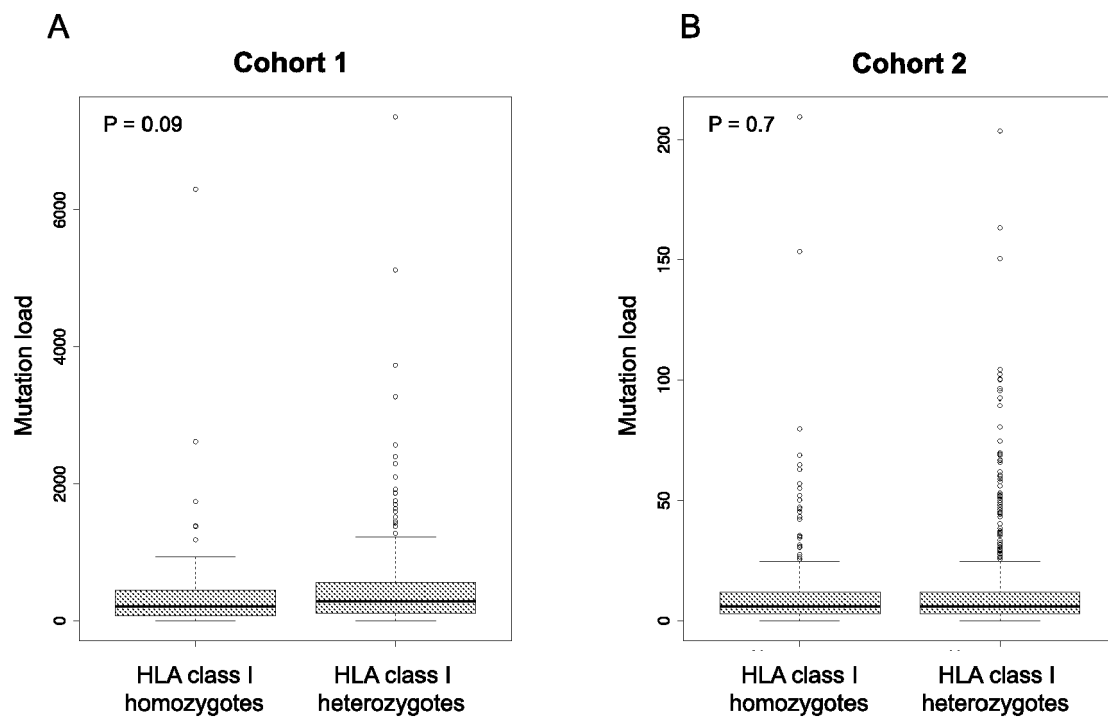 A
Cohort 1
P = 0.09
Mutation load
6000
4000
2000
0
HLA class I
homozygotes
HLA class I
heterozygotes
B
Cohort 2
P = 0.7
Mutation load
200
150
100
50
0
HLA class I
homozygotes
HLA class I
heterozygotes